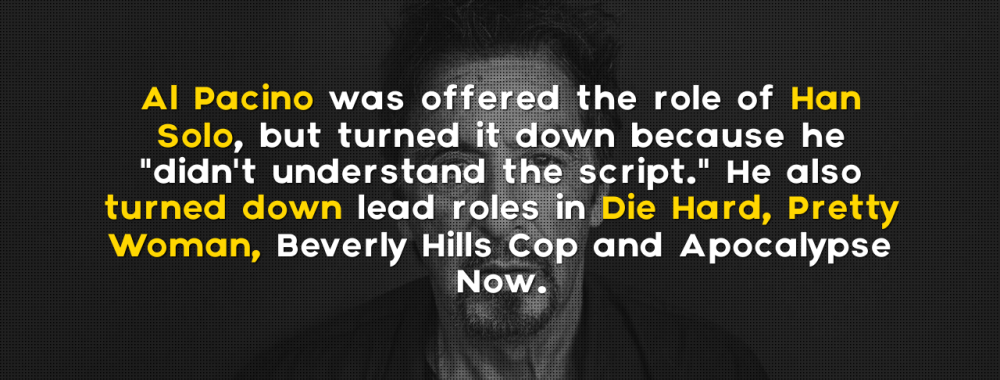 Al Pacino was offered the role of Han
Solo, but turned it down because he
"didn't understand the script." He also
turned down lead roles in Die Hard, Pretty
Woman, Beverly Hills Cop and Apocalypse
Now.